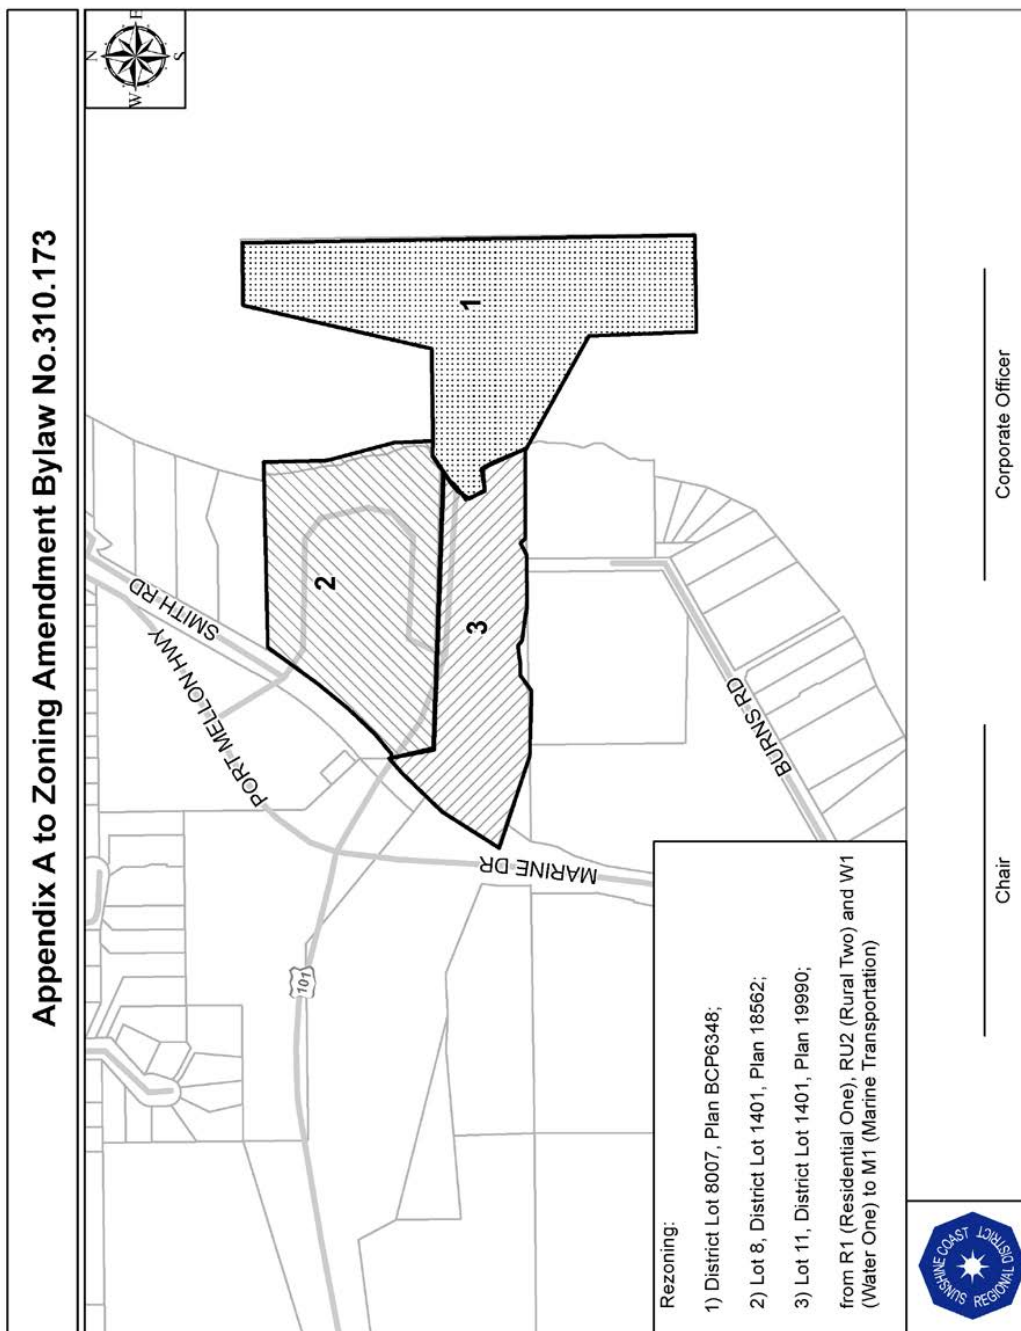 Appendix A to Zoning Amendment Bylaw No.310.173
N
E
S
W
SMITH RD
PORT MELLON HWY
MARINE DR
BURNS RD
101
1
2
3
Rezoning:
1) District Lot 8007, Plan BCP6348;
2) Lot 8, District Lot 1401, Plan 18562;
3) Lot 11, District Lot 1401, Plan 19990;
from R1 (Residential One), RU2 (Rural Two) and W1
(Water One) to M1 (Marine Transportation)
SUNSHINE COAST
REGIONAL DISTRICT
Chair
Corporate Officer